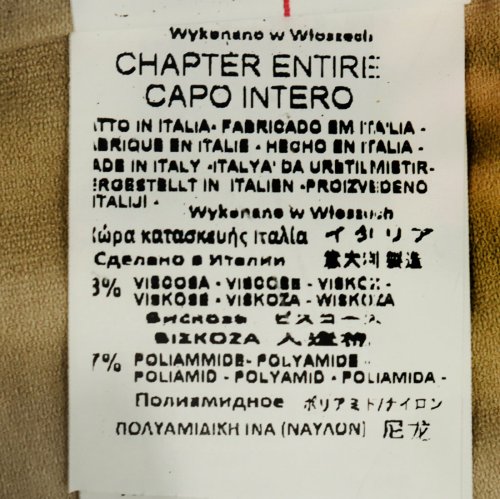 Wykonano w Włoszech
CHAPTER ENTIRE
CAPO INTERO
ATTO IN ITALIA- FABRICADO EM ITALIA -
ABRIQUE EN ITALIE - HECHO EN ITALIA -
ADE IN ITALY -ITALYA' DA URETILMISTIR-
ERGESTELLT IN ITALIEN -PROIZVEDENO
ITALIJI -
Wykonano w Włoszech
Χώρα κατασκευής Ιταλία イタリア
Сделано в Италии 意大利製造
3% VISCOSA - VISCOSE - VISKOZ -
VISKOSE - VISKOZA - WISKOZA
Вискоза ビスコース
BIZKOZA 人造棉
7% POLIAMMIDE- POLYAMIDE -
POLIAMID - POLYAMID - POLIAMIDA -
Полиамидное ポリアミド/ナイロン
ΠΟΛΥΑΜΙΔΙΚΗ ΙΝΑ (ΝΑΥΛΟΝ) 尼龙